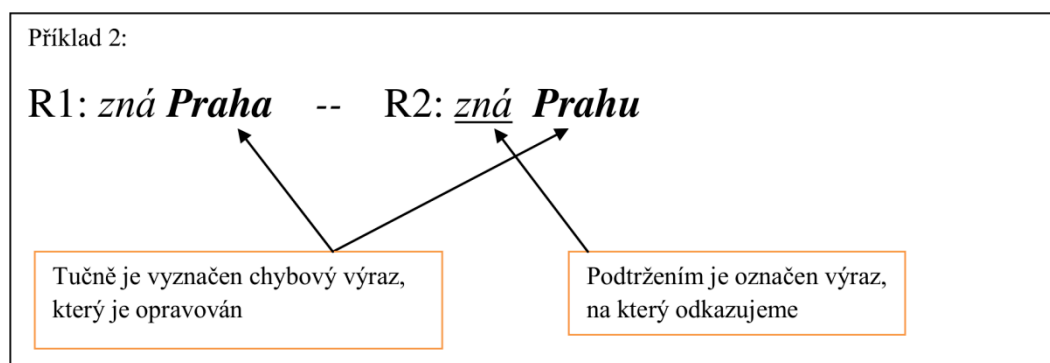 Příklad 2:
R1: zná Praha -- R2: zná Prahu
Tučně je vyznačen chybový výraz,
který je opravován
Podtržením je označen výraz,
na který odkazujeme